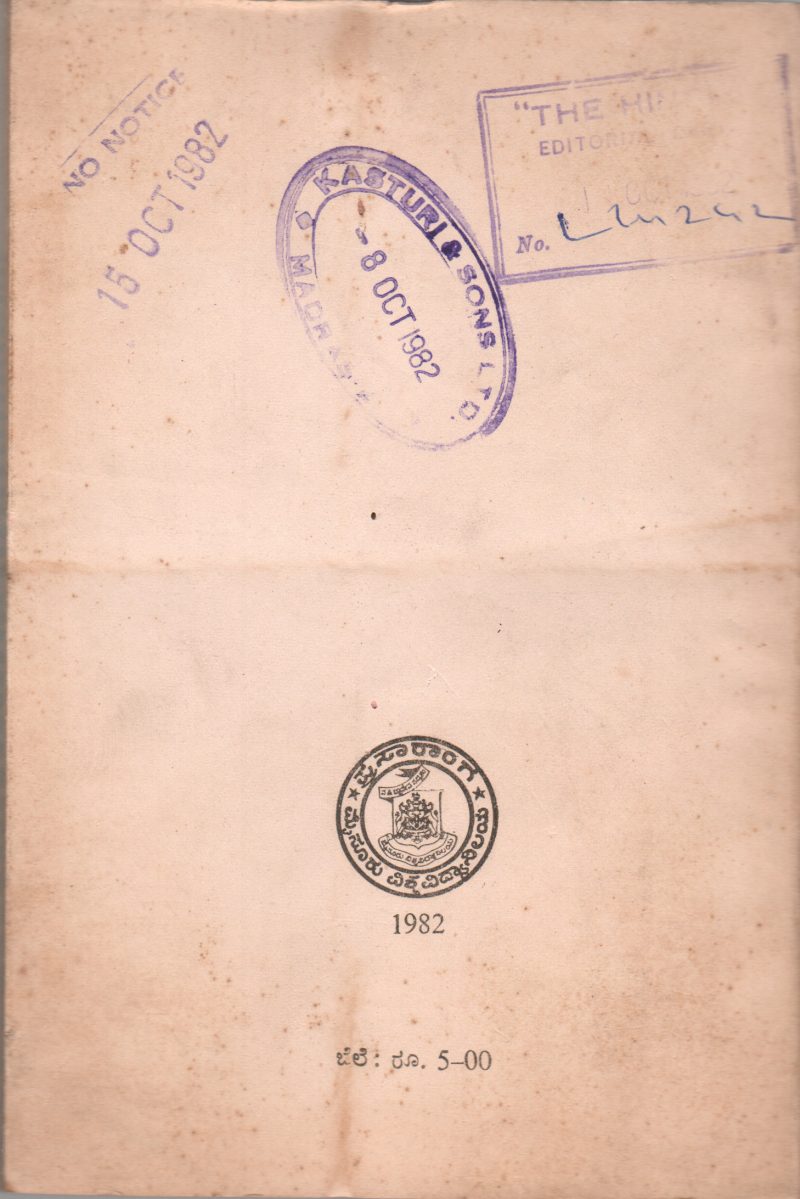 NO NOTICE
15 OCT 1982
KASTURI & SONS LTD.
MADRAS
- 8 OCT 1982
"THE HIN
EDITORIAL
No.
ಪ್ರಸಾರಾಂಗ
ಮೈಸೂರು ವಿಶ್ವವಿದ್ಯಾನಿಲಯ
1982
ಬೆಲೆ : ರೂ. 5–00